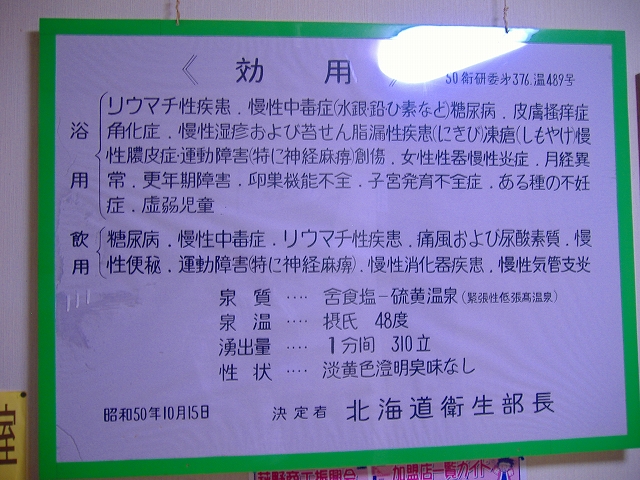 《効用》
50衛研委第376.温489号
浴用
リウマチ性疾患．慢性中毒症(水銀・鉛・ひ素など)糖尿病．皮膚掻痒症
角化症．慢性湿疹および苔せん脂漏性疾患(にきび)凍瘡(しもやけ)慢
性膿皮症・運動障害(特に神経麻痺)創傷．女性性器慢性炎症．月経異
常．更年期障害．卵巣機能不全．子宮発育不全症．ある種の不妊
症．虚弱児童
飲用
糖尿病．慢性中毒症．リウマチ性疾患．痛風および尿酸素質．慢
性便秘．運動障害(特に神経麻痺)．慢性消化器疾患．慢性気管支炎
泉質‥‥含食塩－硫黄温泉(緊張性低張高温泉)
泉温‥‥摂氏 48度
湧出量‥‥1分间 310立
性状‥‥淡黄色澄明臭味なし
昭和50年10月15日 決定者 北海道衛生部長
室
加盟店一覧ガイド